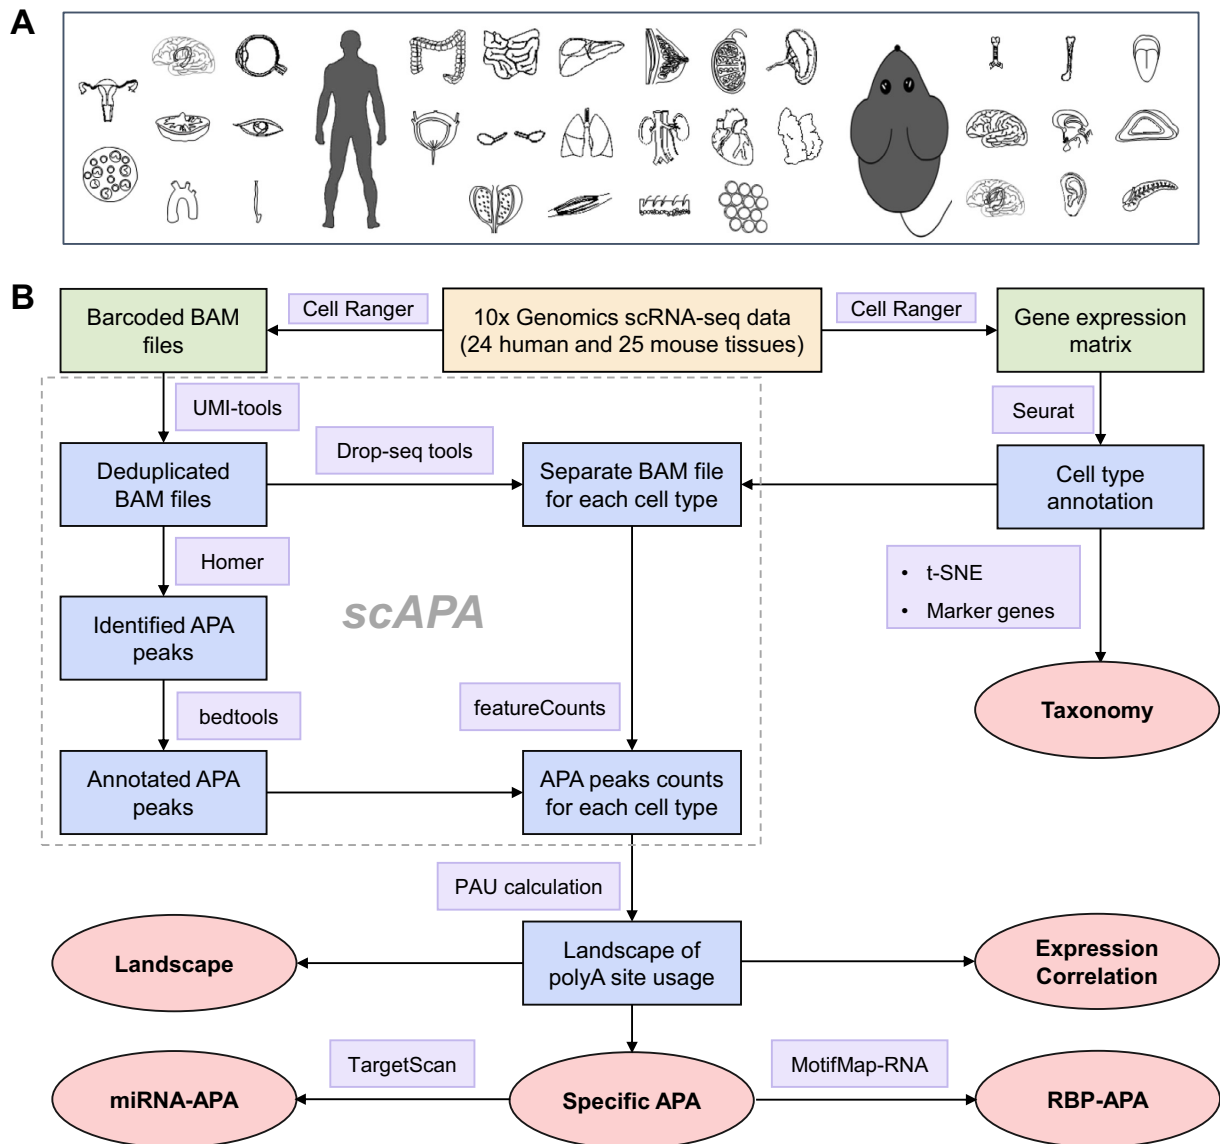 A
B
Barcoded BAM
files
Cell Ranger
10x Genomics scRNA-seq data
(24 human and 25 mouse tissues)
Cell Ranger
Gene expression
matrix
UMI-tools
Seurat
Deduplicated
BAM files
Drop-seq tools
Separate BAM file
for each cell type
Cell type
annotation
Homer
• t-SNE
• Marker genes
scAPA
Identified APA
peaks
Taxonomy
bedtools
featureCounts
Annotated APA
peaks
APA peaks counts
for each cell type
PAU calculation
Landscape
Landscape of
polyA site usage
Expression
Correlation
TargetScan
MotifMap-RNA
miRNA-APA
Specific APA
RBP-APA